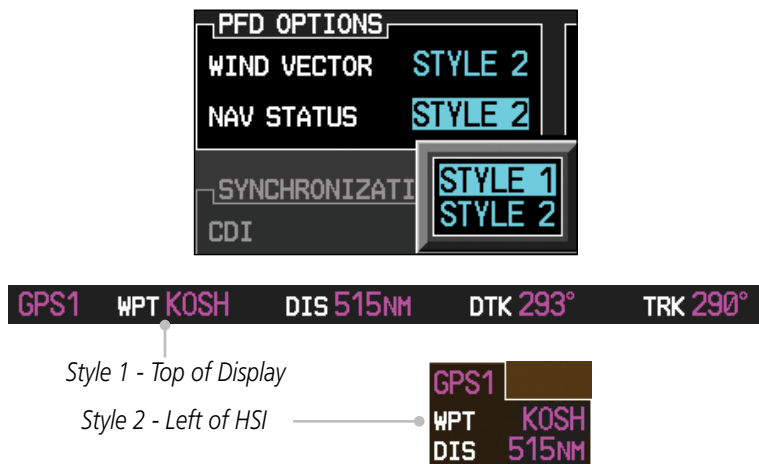 PFD OPTIONS
WIND VECTOR STYLE 2
NAV STATUS STYLE 2
STYLE 1
SYNCHRONIZATI
STYLE 2
CDI
GPS1 WPT KOSH DIS 515NM DTK 293° TRK 290°
Style 1 - Top of Display
GPS1
Style 2 - Left of HSI
WPT KOSH
DIS 515NM